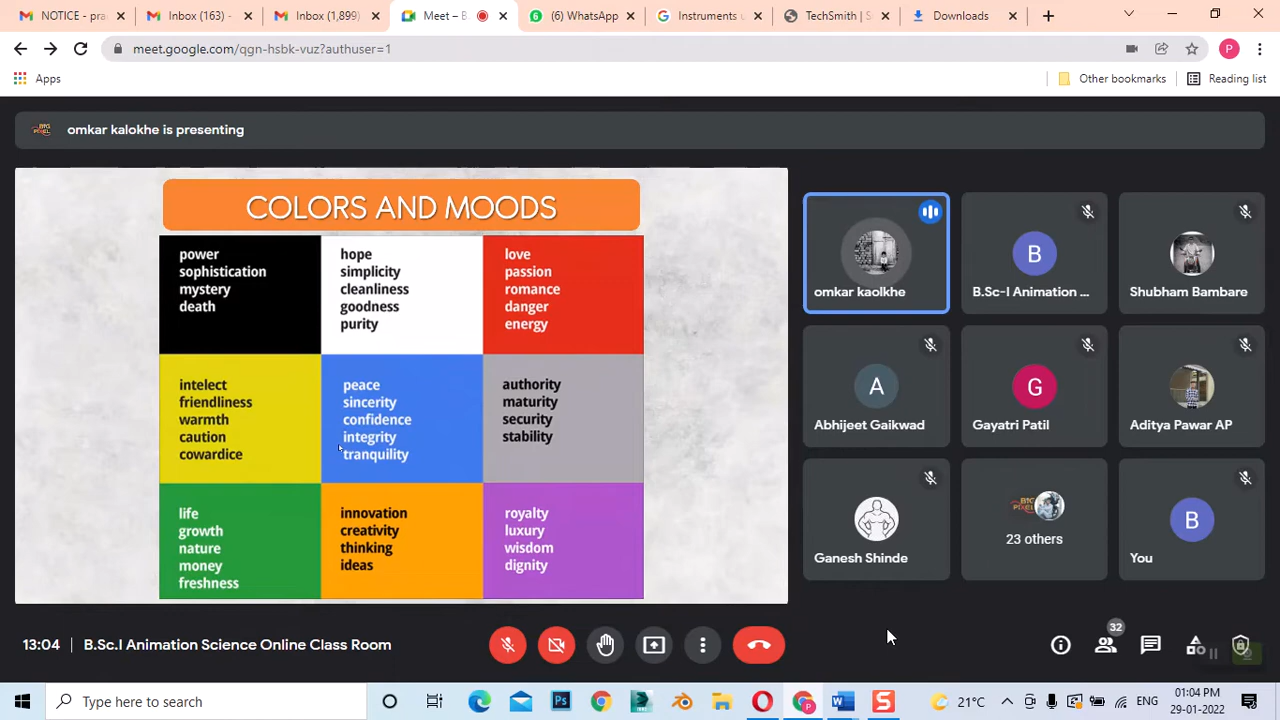 NOTICE - pra
Inbox (163) -
Inbox (1,899)
Meet – B
(6) WhatsApp
Instruments u
TechSmith | S
Downloads
meet.google.com/qgn-hsbk-vuz?authuser=1
P
Apps
Other bookmarks
Reading list
omkar kalokhe is presenting
COLORS AND MOODS
power
sophistication
mystery
death
hope
simplicity
cleanliness
goodness
purity
love
passion
romance
danger
energy
intelect
friendliness
warmth
caution
cowardice
peace
sincerity
confidence
integrity
tranquility
authority
maturity
security
stability
life
growth
nature
money
freshness
innovation
creativity
thinking
ideas
royalty
luxury
wisdom
dignity
omkar kaolkhe
B
B.Sc-I Animation ...
Shubham Bambare
A
Abhijeet Gaikwad
G
Gayatri Patil
Aditya Pawar AP
Ganesh Shinde
23 others
B
You
13:04
B.Sc.I Animation Science Online Class Room
32
Type here to search
Ps
P
W
S
21°C
ENG
01:04 PM
29-01-2022